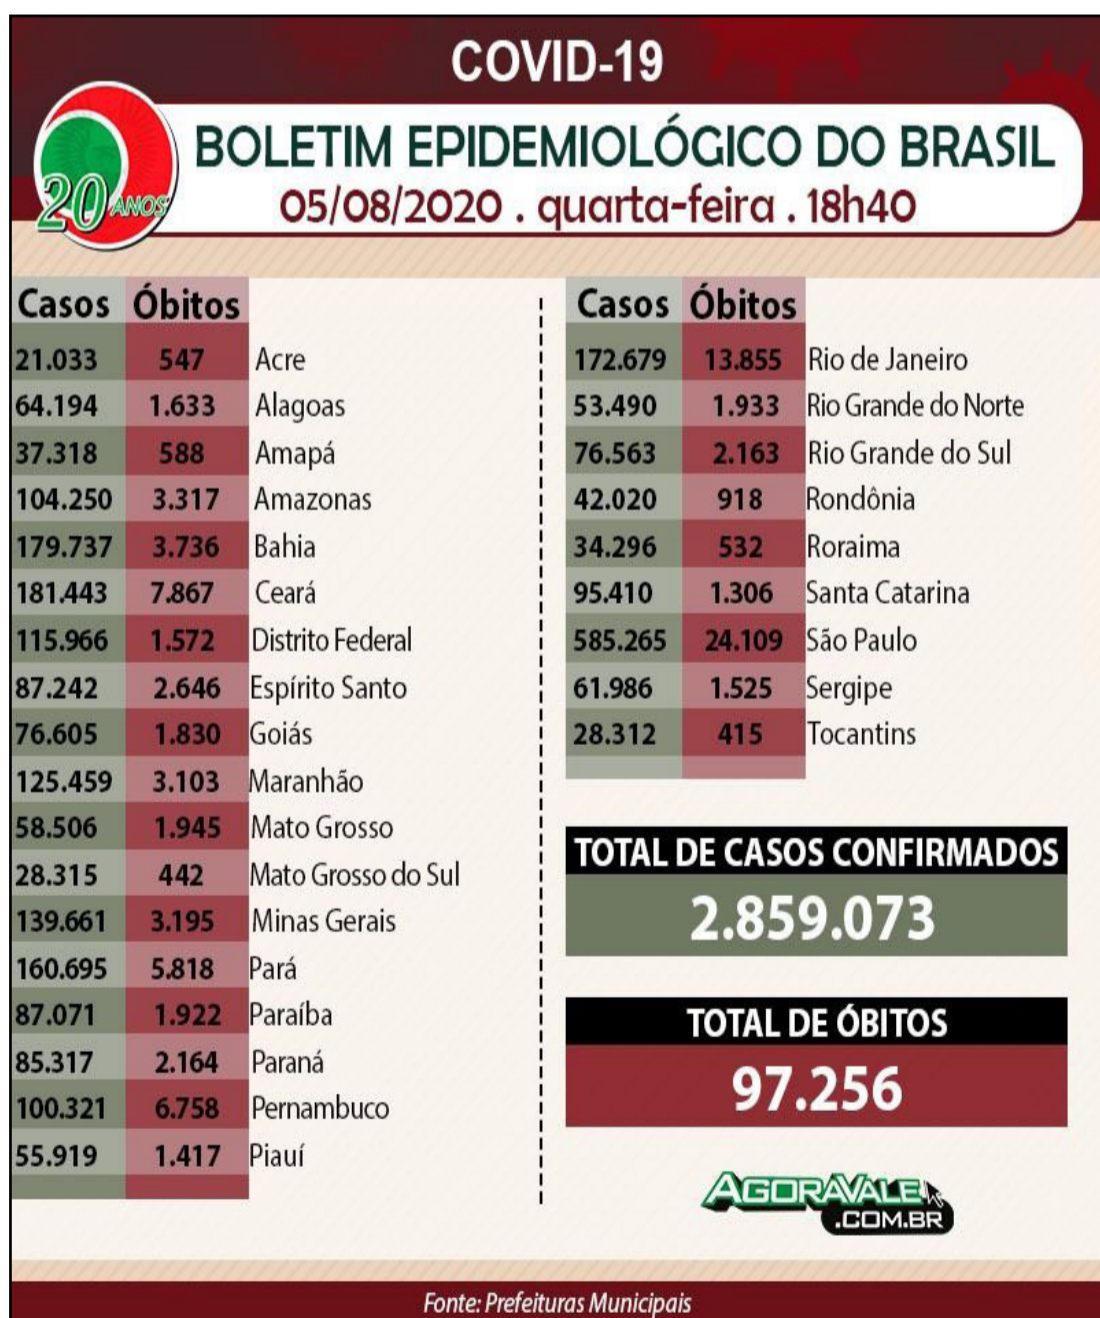 COVID-19
20 ANOS
BOLETIM EPIDEMIOLÓGICO DO BRASIL
05/08/2020 . quarta-feira . 18h40
Casos Óbitos
21.033 547 Acre
64.194 1.633 Alagoas
37.318 588 Amapá
104.250 3.317 Amazonas
179.737 3.736 Bahia
181.443 7.867 Ceará
115.966 1.572 Distrito Federal
87.242 2.646 Espírito Santo
76.605 1.830 Goiás
125.459 3.103 Maranhão
58.506 1.945 Mato Grosso
28.315 442 Mato Grosso do Sul
139.661 3.195 Minas Gerais
160.695 5.818 Pará
87.071 1.922 Paraíba
85.317 2.164 Paraná
100.321 6.758 Pernambuco
55.919 1.417 Piauí
Casos Óbitos
172.679 13.855 Rio de Janeiro
53.490 1.933 Rio Grande do Norte
76.563 2.163 Rio Grande do Sul
42.020 918 Rondônia
34.296 532 Roraima
95.410 1.306 Santa Catarina
585.265 24.109 São Paulo
61.986 1.525 Sergipe
28.312 415 Tocantins
TOTAL DE CASOS CONFIRMADOS
2.859.073
TOTAL DE ÓBITOS
97.256
AGORAVALE
.COM.BR
Fonte: Prefeituras Municipais